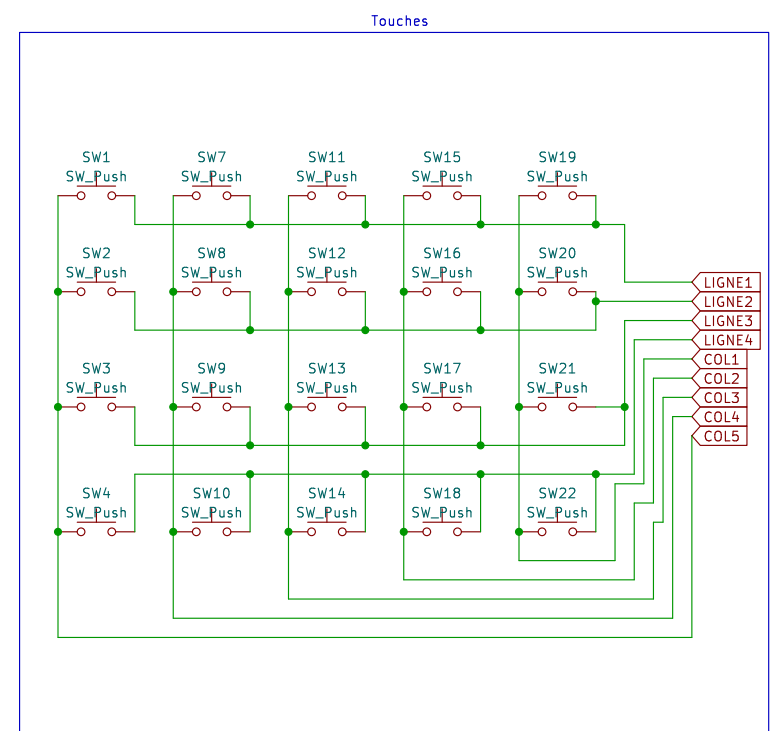 Touches
SW1 SW7 SW11 SW15 SW19
SW_Push SW_Push SW_Push SW_Push SW_Push
SW2 SW8 SW12 SW16 SW20
SW_Push SW_Push SW_Push SW_Push SW_Push
LIGNE1
LIGNE2
LIGNE3
LIGNE4
COL1
SW3 SW9 SW13 SW17 SW21
COL2
SW_Push SW_Push SW_Push SW_Push SW_Push
COL3
COL4
COL5
SW4 SW10 SW14 SW18 SW22
SW_Push SW_Push SW_Push SW_Push SW_Push